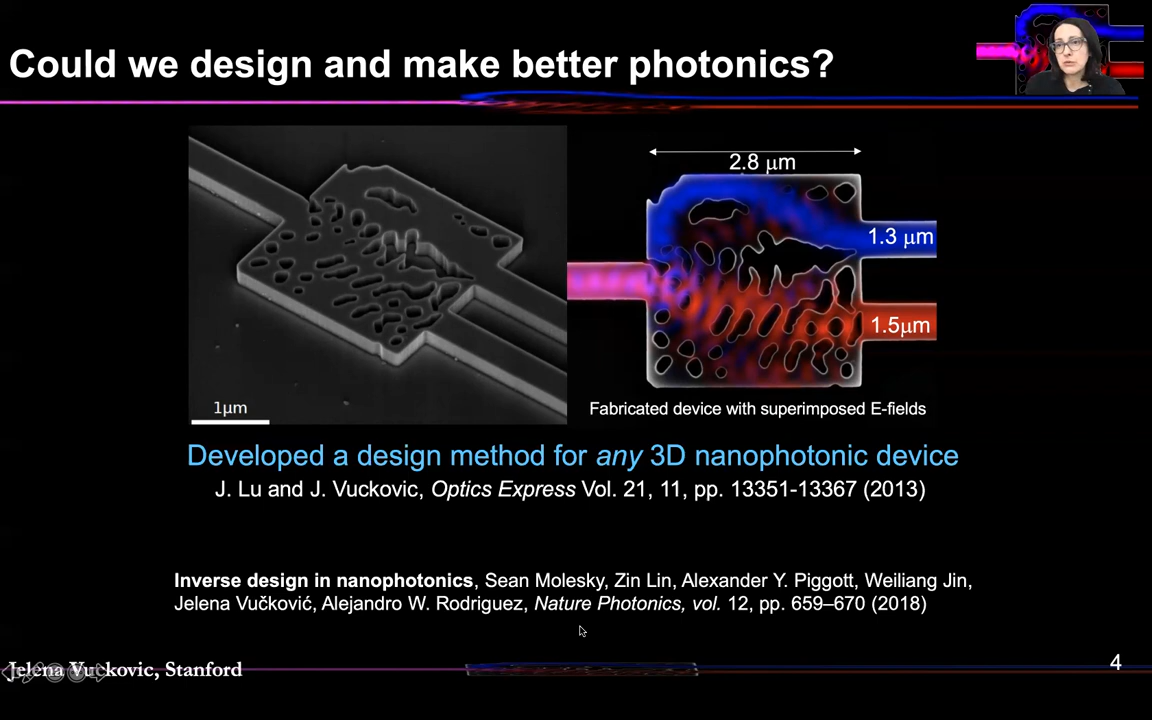 Could we design and make better photonics?
2.8 μm
1.3 μm
1.5μm
1μm
Fabricated device with superimposed E-fields
Developed a design method for any 3D nanophotonic device
J. Lu and J. Vuckovic, Optics Express Vol. 21, 11, pp. 13351-13367 (2013)
Inverse design in nanophotonics, Sean Molesky, Zin Lin, Alexander Y. Piggott, Weiliang Jin,
Jelena Vučković, Alejandro W. Rodriguez, Nature Photonics, vol. 12, pp. 659–670 (2018)
Jelena Vuckovic, Stanford
4